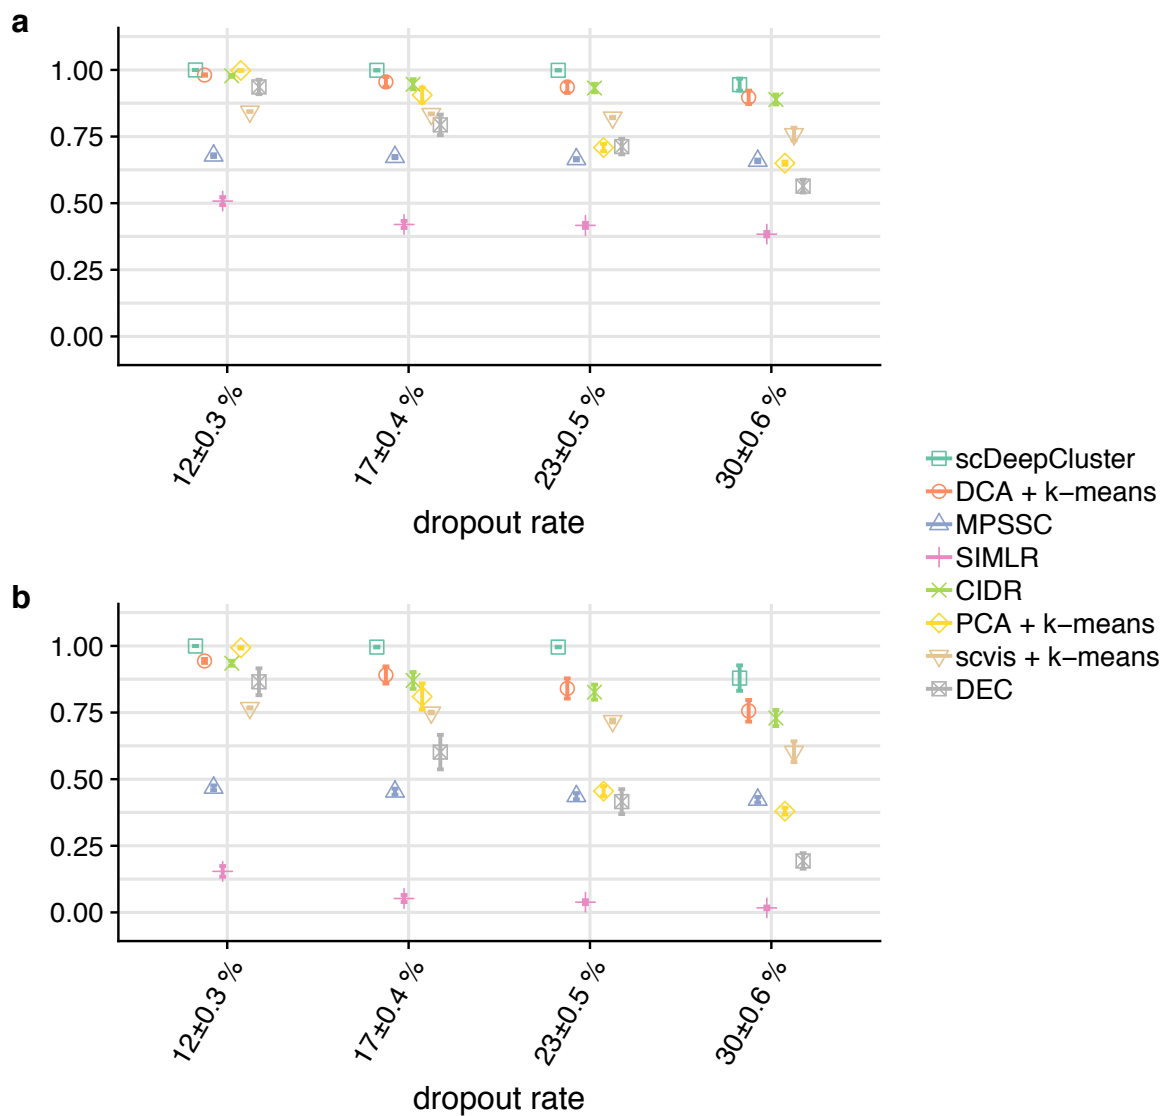 a
1.00
0.75
0.50
0.25
0.00
12±0.3 %
17±0.4 %
23±0.5 %
30±0.6 %
dropout rate
scDeepCluster
DCA + k−means
MPSSC
SIMLR
CIDR
PCA + k−means
scvis + k−means
DEC
b
1.00
0.75
0.50
0.25
0.00
12±0.3 %
17±0.4 %
23±0.5 %
30±0.6 %
dropout rate